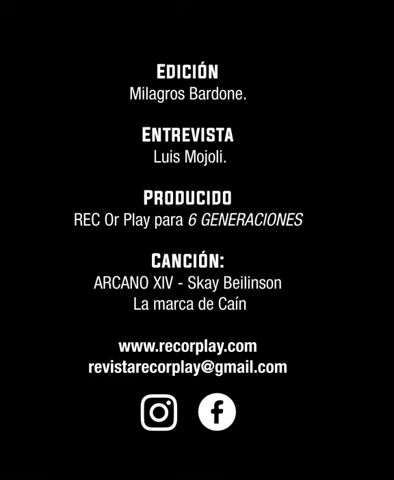 EDICIÓN
Milagros Bardone.
ENTREVISTA
Luis Mojoli.
PRODUCIDO
REC Or Play para 6 GENERACIONES
CANCIÓN:
ARCANO XIV - Skay Beilinson
La marca de Caín
www.recorplay.com
revistarecorplay@gmail.com